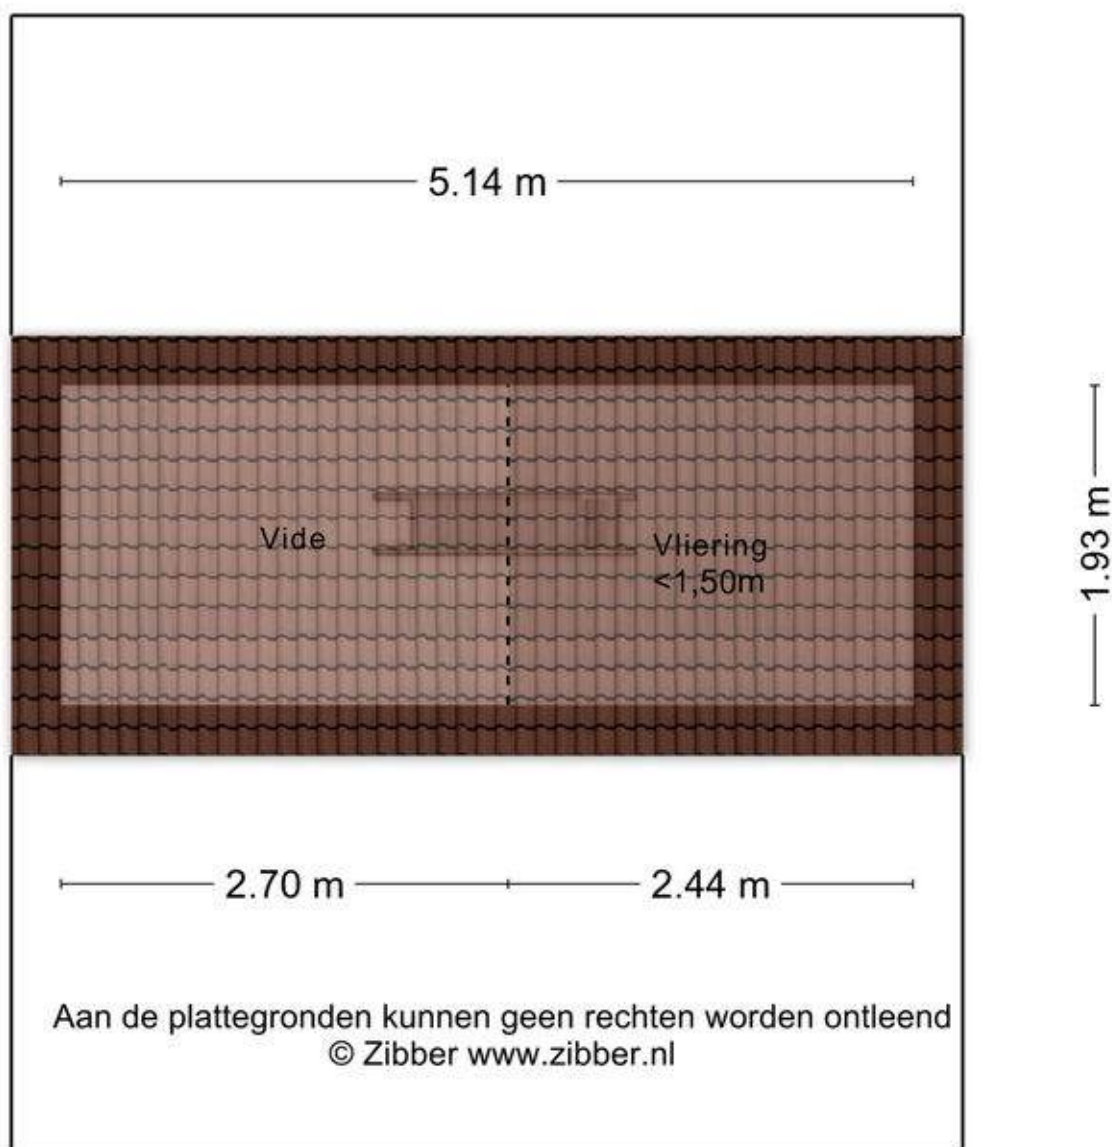 5.14 m
Vide
Vliering
<1,50m
1.93 m
2.70 m
2.44 m
Aan de plattegronden kunnen geen rechten worden ontleend
© Zibber www.zibber.nl